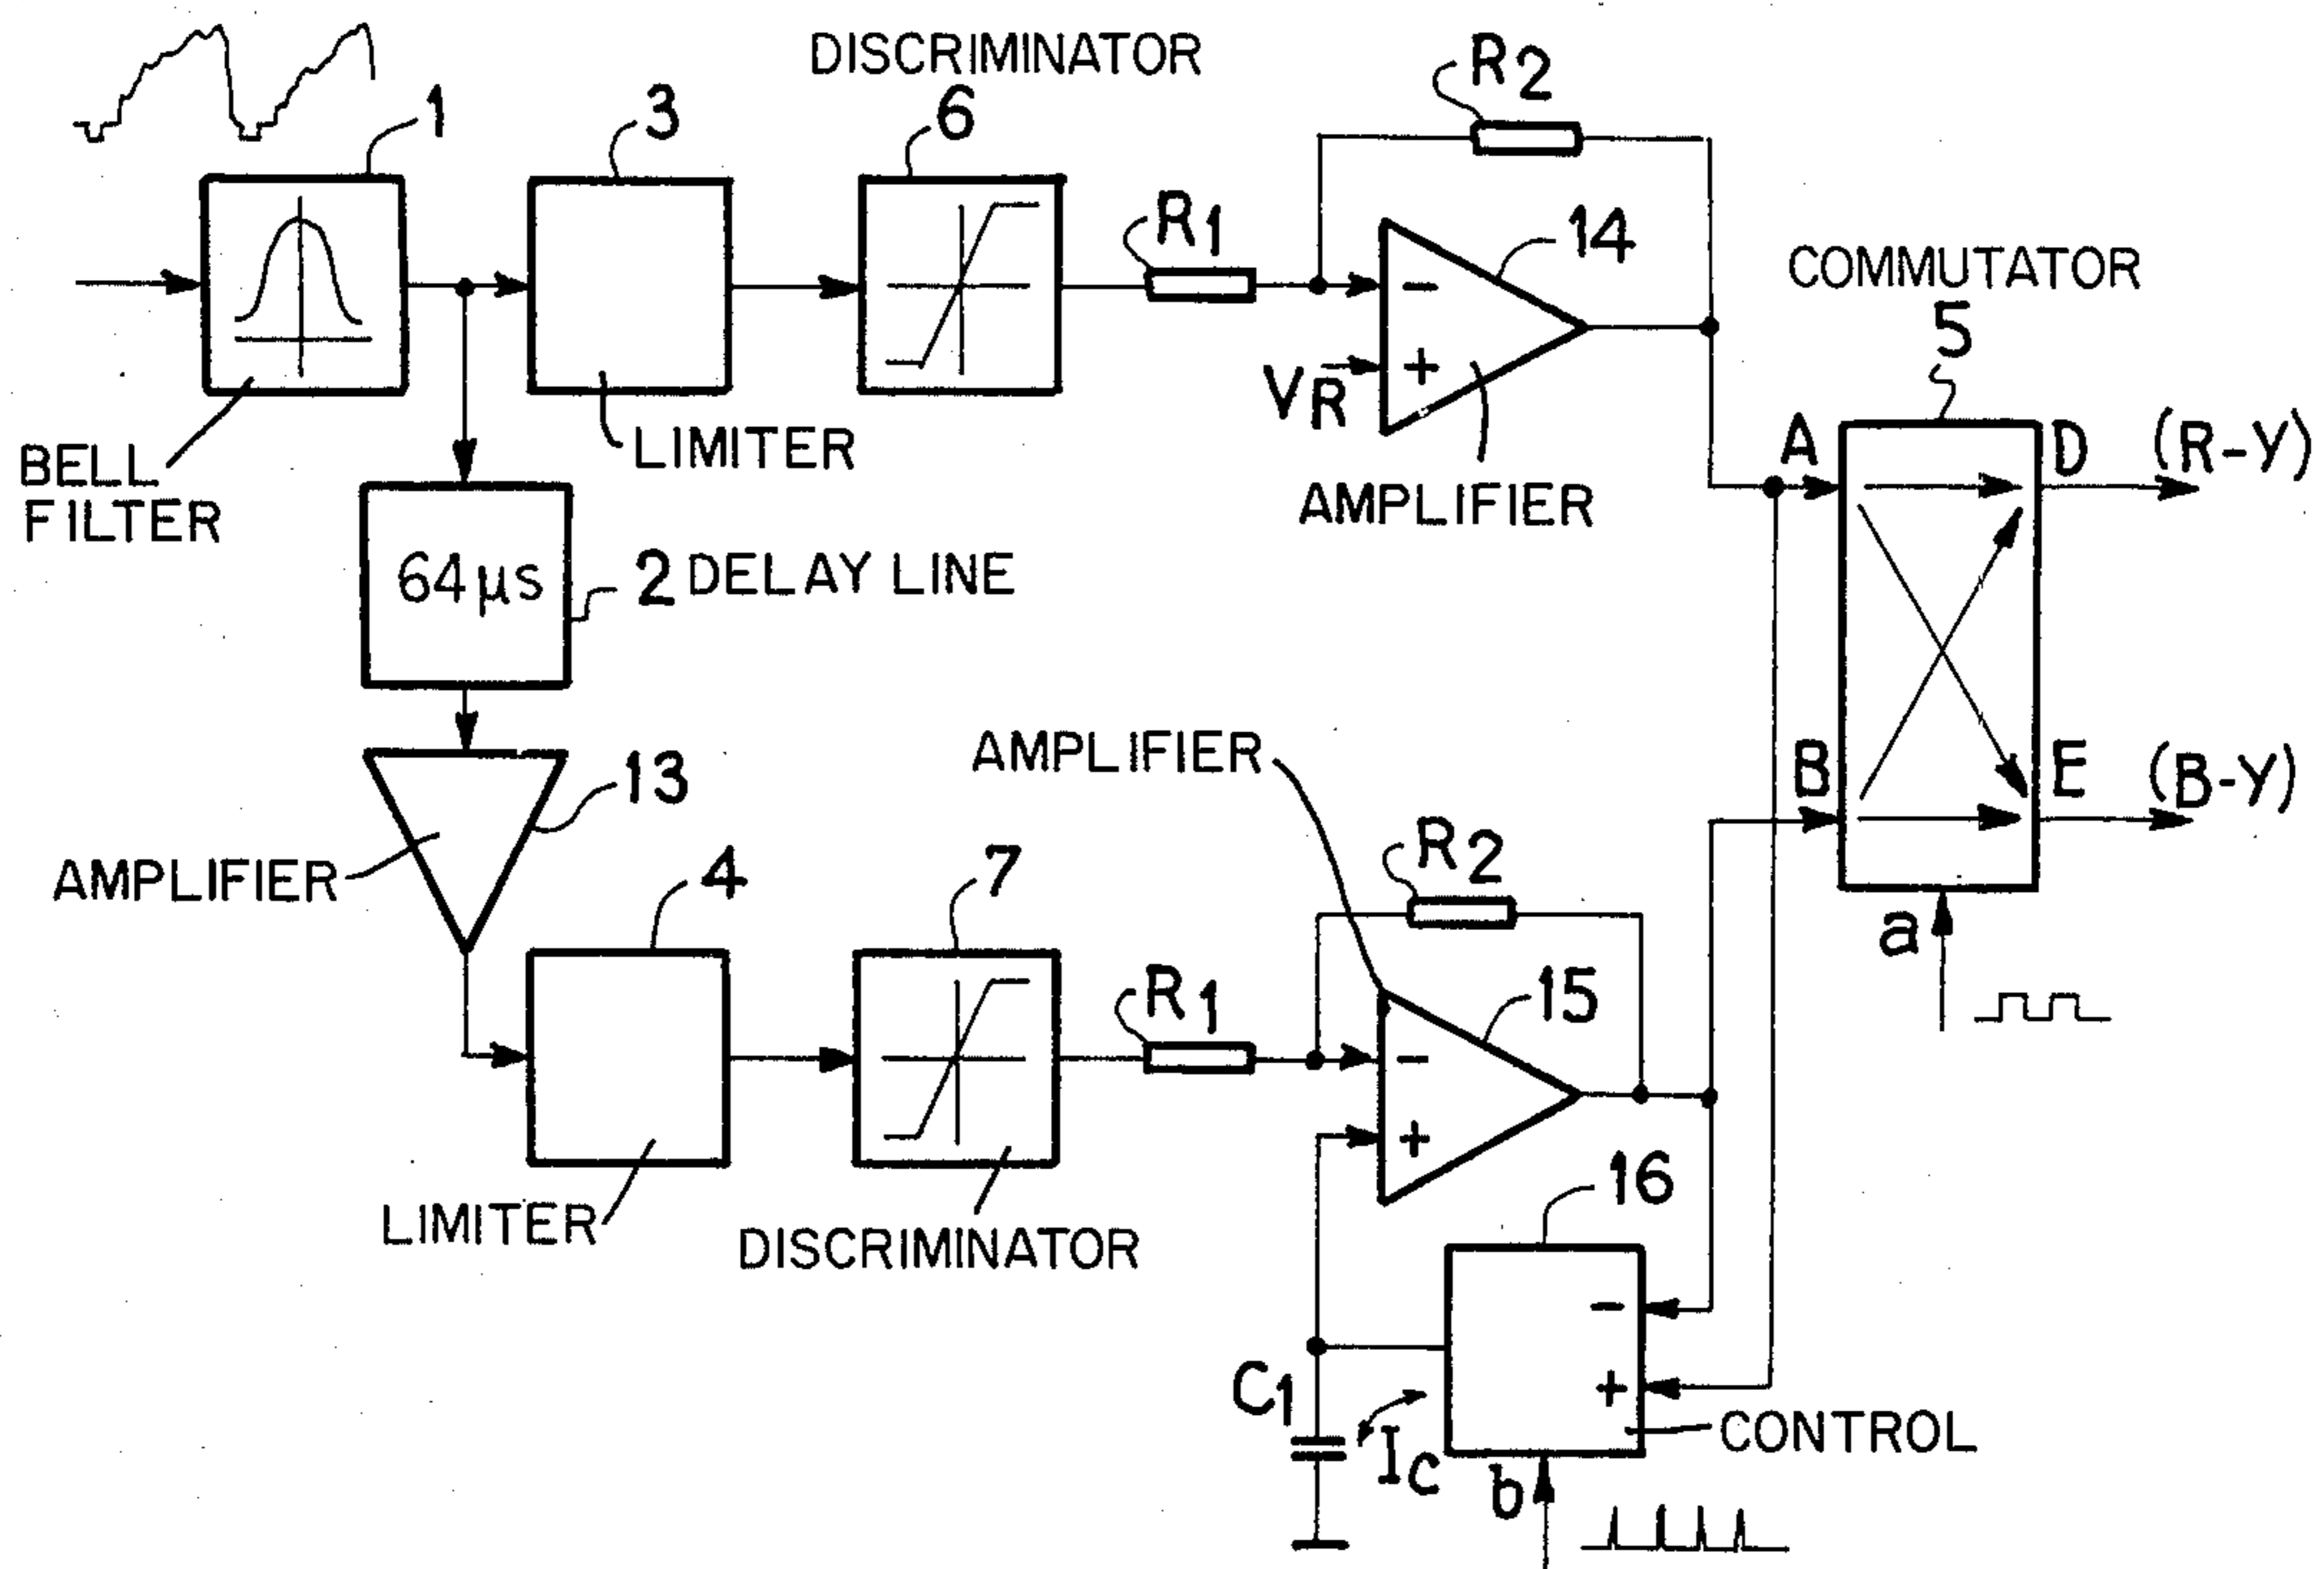 DISCRIMINATOR
1
3
6
R2
R1
14
COMMUTATOR
5
-
+
VR
LIMITER
BELL
FILTER
AMPLIFIER
A
D
(R-Y)
64µs
2 DELAY LINE
AMPLIFIER
13
B
E
(B-Y)
AMPLIFIER
4
7
R2
a
R1
15
-
+
LIMITER
DISCRIMINATOR
16
-
+
C1
IC
CONTROL
b